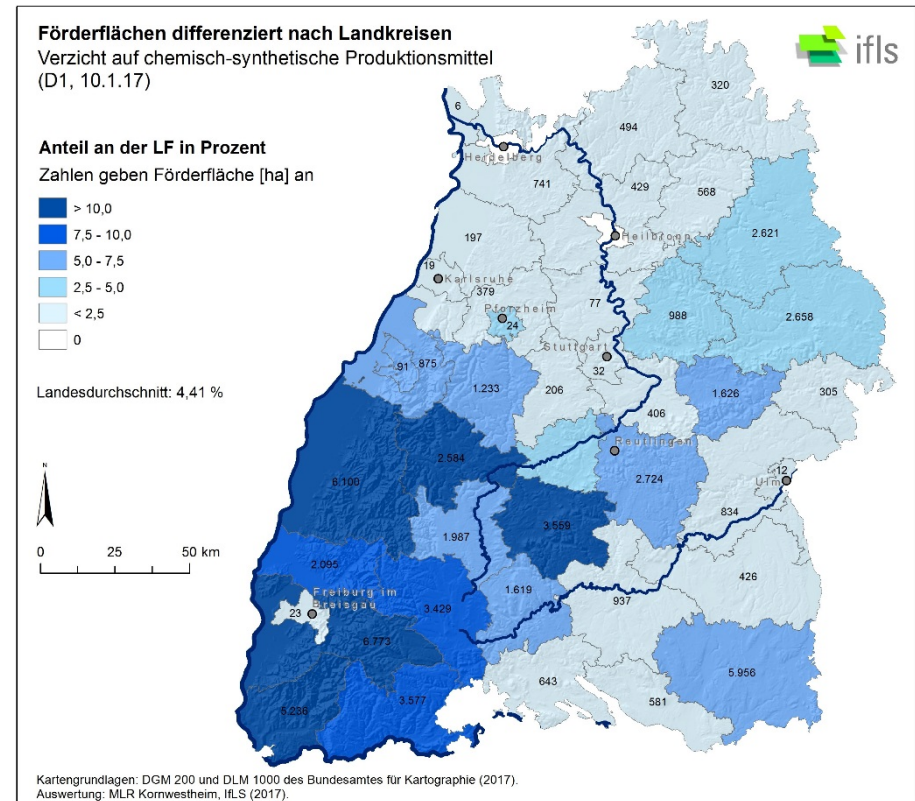 Förderflächen differenziert nach Landkreisen
Verzicht auf chemisch-synthetische Produktionsmittel
(D1, 10.1.17)
ifls
Anteil an der LF in Prozent
Zahlen geben Förderfläche [ha] an
> 10,0
7,5 - 10,0
5,0 - 7,5
2,5 - 5,0
< 2,5
0
Landesdurchschnitt: 4,41 %
N
0 25 50 km
320
6
494
Heidelberg
741
429
568
197
Heilbronn
2.621
19
Karlsruhe
379
77
Pforzheim
24
988
2.658
Stuttgart
32
91
875
1.233
206
1.626
305
406
Reutlingen
2.584
2.724
12
Ulm
6.100
3.559
834
1.987
2.095
426
1.619
937
Freiburg im
Breisgau
23
3.429
6.773
5.956
643
581
3.577
5.236
Kartengrundlagen: DGM 200 und DLM 1000 des Bundesamtes für Kartographie (2017).
Auswertung: MLR Kornwestheim, IfLS (2017).